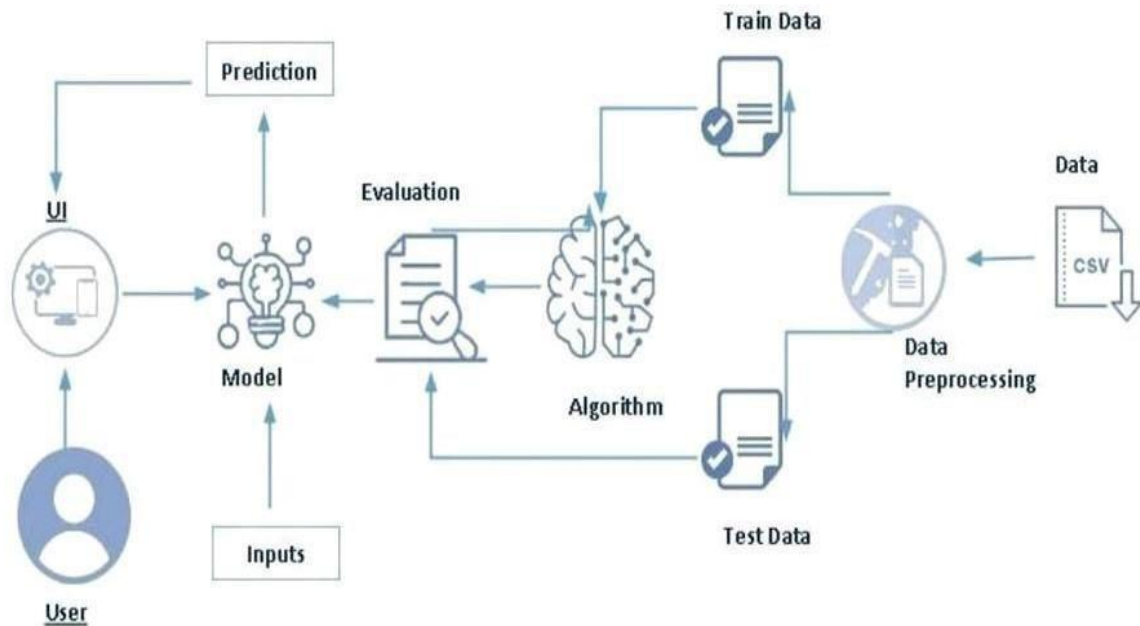 Train Data
Prediction
Data
Evaluation
UI
CSV
Data
Preprocessing
Model
Algorithm
Test Data
Inputs
User